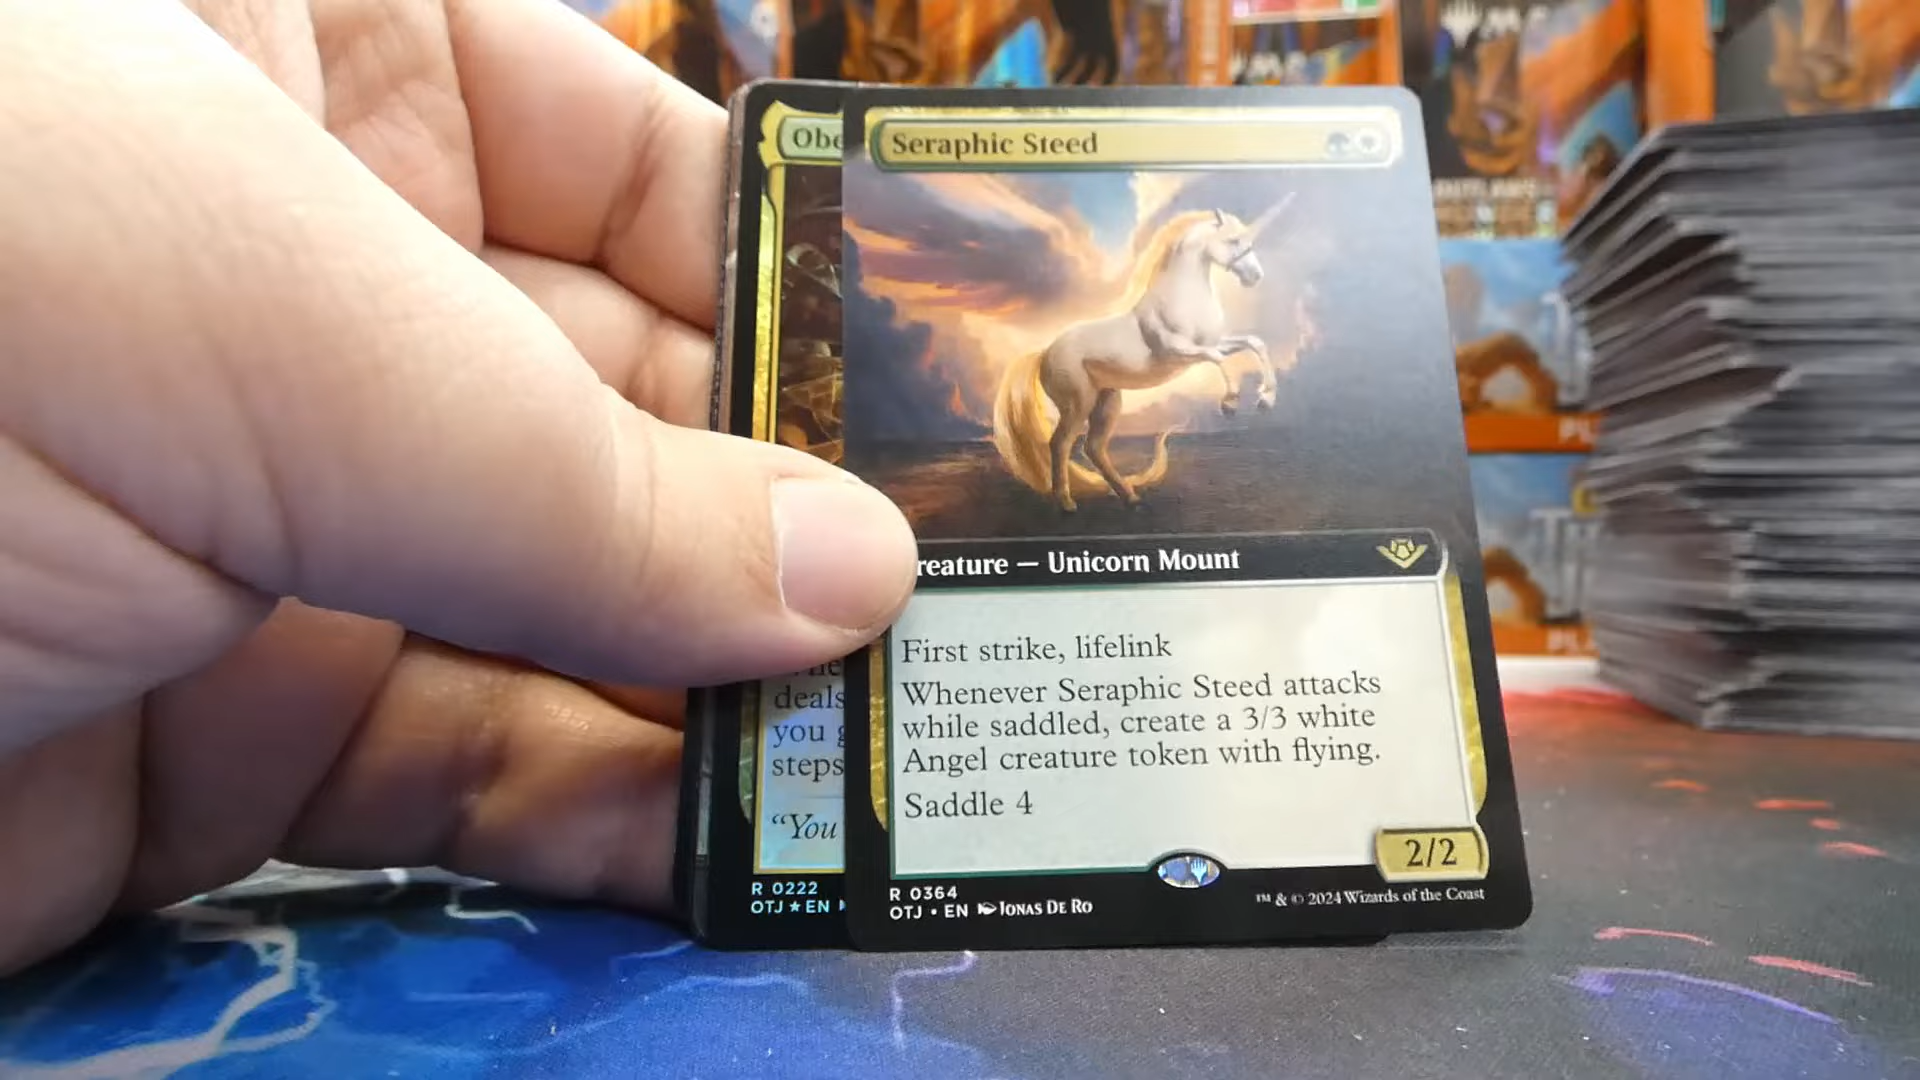 Obe
Seraphic Steed
reature — Unicorn Mount
First strike, lifelink
Whenever Seraphic Steed attacks
while saddled, create a 3/3 white
Angel creature token with flying.
Saddle 4
2/2
R 0364
OTJ • EN JONAS DE RO
™ & © 2024 Wizards of the Coast
deals
you
steps
“You
R 0222
OTJ ★ EN